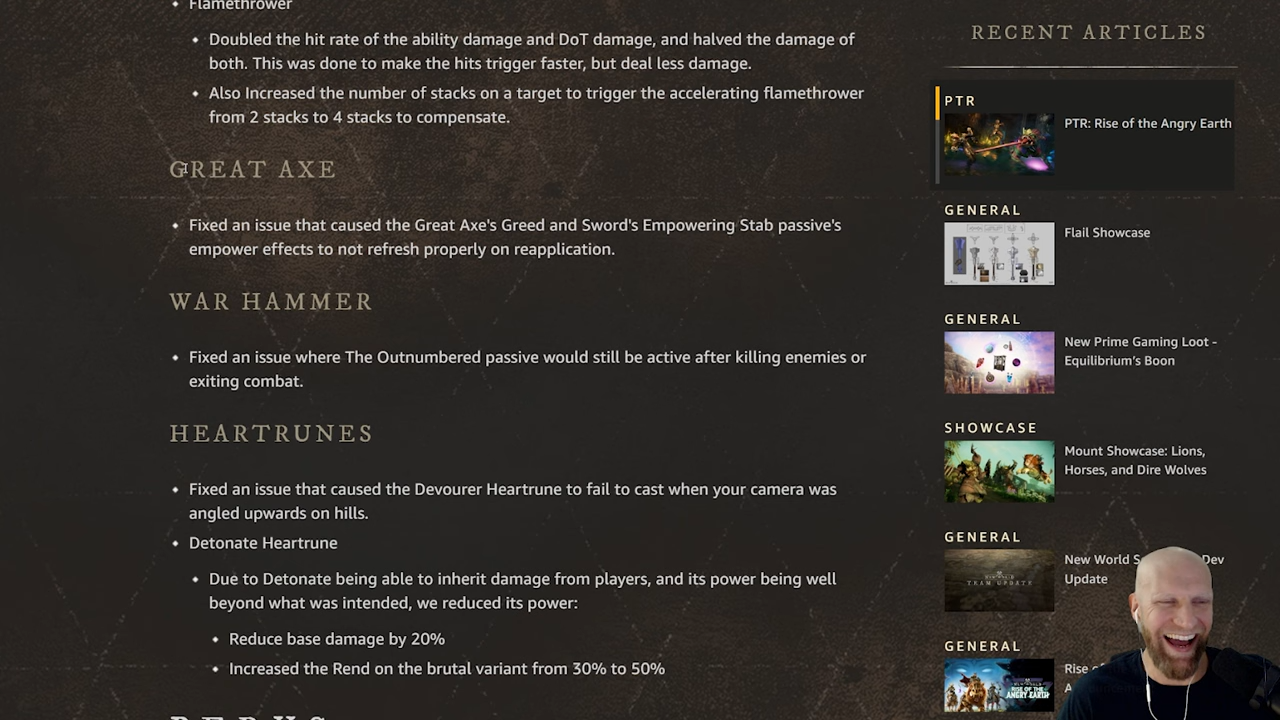 Flamethrower
Doubled the hit rate of the ability damage and DoT damage, and halved the damage of
both. This was done to make the hits trigger faster, but deal less damage.
Also Increased the number of stacks on a target to trigger the accelerating flamethrower
from 2 stacks to 4 stacks to compensate.
GREAT AXE
Fixed an issue that caused the Great Axe's Greed and Sword's Empowering Stab passive's
empower effects to not refresh properly on reapplication.
WAR HAMMER
Fixed an issue where The Outnumbered passive would still be active after killing enemies or
exiting combat.
HEARTRUNES
Fixed an issue that caused the Devourer Heartrune to fail to cast when your camera was
angled upwards on hills.
Detonate Heartrune
Due to Detonate being able to inherit damage from players, and its power being well
beyond what was intended, we reduced its power:
Reduce base damage by 20%
Increased the Rend on the brutal variant from 30% to 50%
PERKS
RECENT ARTICLES
PTR
PTR: Rise of the Angry Earth
GENERAL
Flail Showcase
GENERAL
New Prime Gaming Loot -
Equilibrium's Boon
SHOWCASE
Mount Showcase: Lions,
Horses, and Dire Wolves
GENERAL
New World S Dev
Update
TEAM UPDATE
GENERAL
Rise of
RISE OF THE
ANGRY EARTH